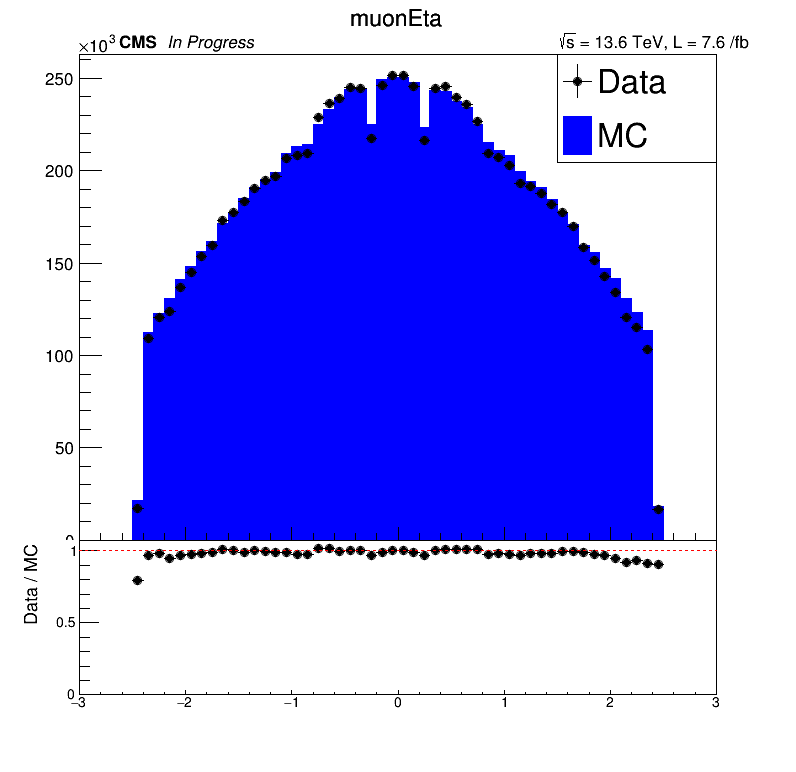 muonEta
×10³ CMS In Progress
√s = 13.6 TeV, L = 7.6 /fb
Data
MC
250
200
150
100
50
0
Data / MC
1
0.5
0
−3 −2 −1 0 1 2 3